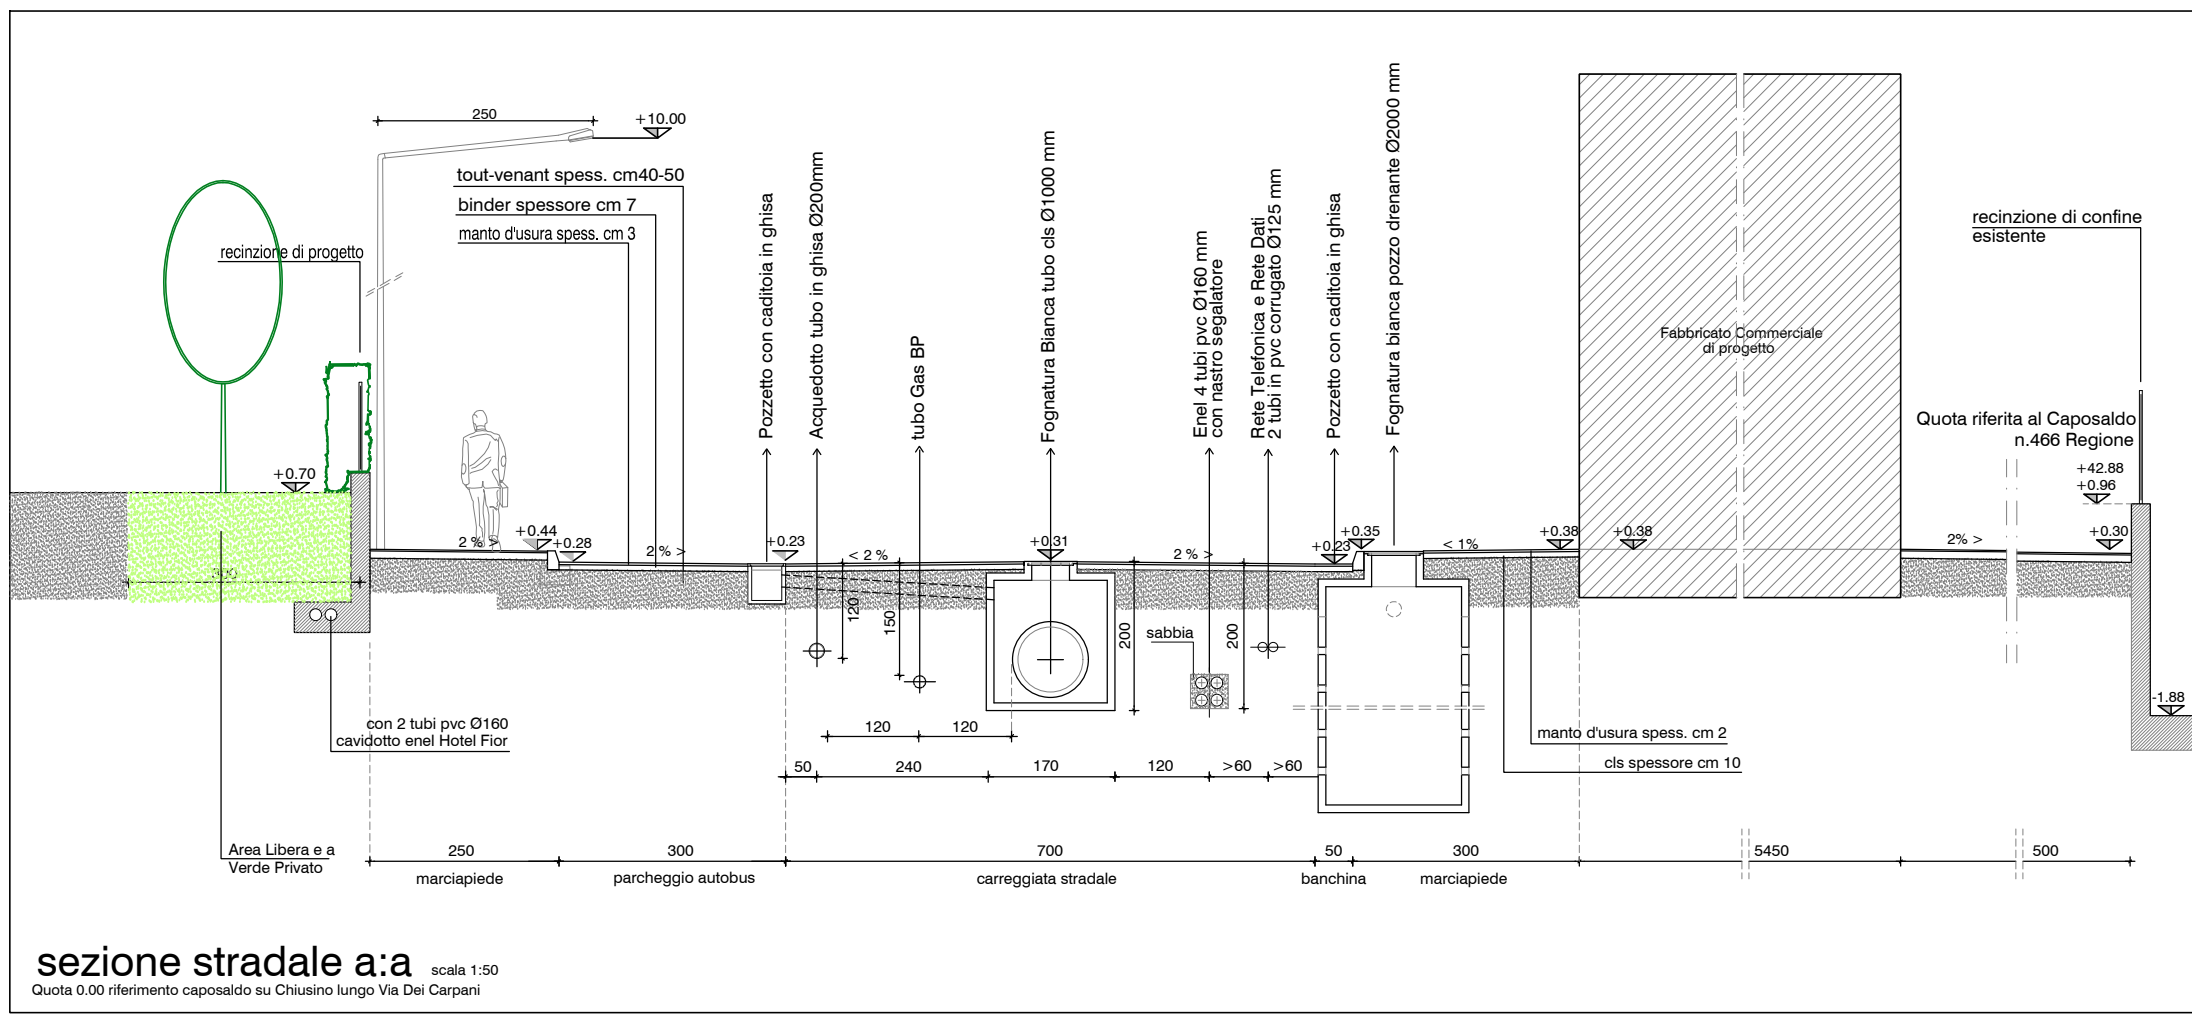 250
+10.00
tout-venant spess. cm40-50
binder spessore cm 7
manto d'usura spess. cm 3
recinzione di progetto
Pozzetto con caditoia in ghisa
Acquedotto tubo in ghisa Ø200mm
tubo Gas BP
Fognatura Bianca tubo cls Ø1000 mm
Enel 4 tubi pvc Ø160 mm
con nastro segalatore
Rete Telefonica e Rete Dati
2 tubi in pvc corrugato Ø125 mm
Pozzetto con caditoia in ghisa
Fognatura bianca pozzo drenante Ø2000 mm
Fabbricato Commerciale
di progetto
recinzione di confine
esistente
Quota riferita al Caposaldo
n.466 Regione
+42.88
+0.96
+0.70
+0.44
2 % >
+0.28
2 % >
+0.23
< 2 %
+0.31
2 % >
+0.23
+0.35
< 1%
+0.38
+0.38
2% >
+0.30
-1.88
300
120
150
200
sabbia
200
con 2 tubi pvc Ø160
cavidotto enel Hotel Fior
120
120
50
240
170
120
>60
>60
manto d'usura spess. cm 2
cls spessore cm 10
Area Libera e a
Verde Privato
250
300
700
50
300
5450
500
marciapiede
parcheggio autobus
carreggiata stradale
banchina
marciapiede
sezione stradale a:a scala 1:50
Quota 0.00 riferimento caposaldo su Chiusino lungo Via Dei Carpani